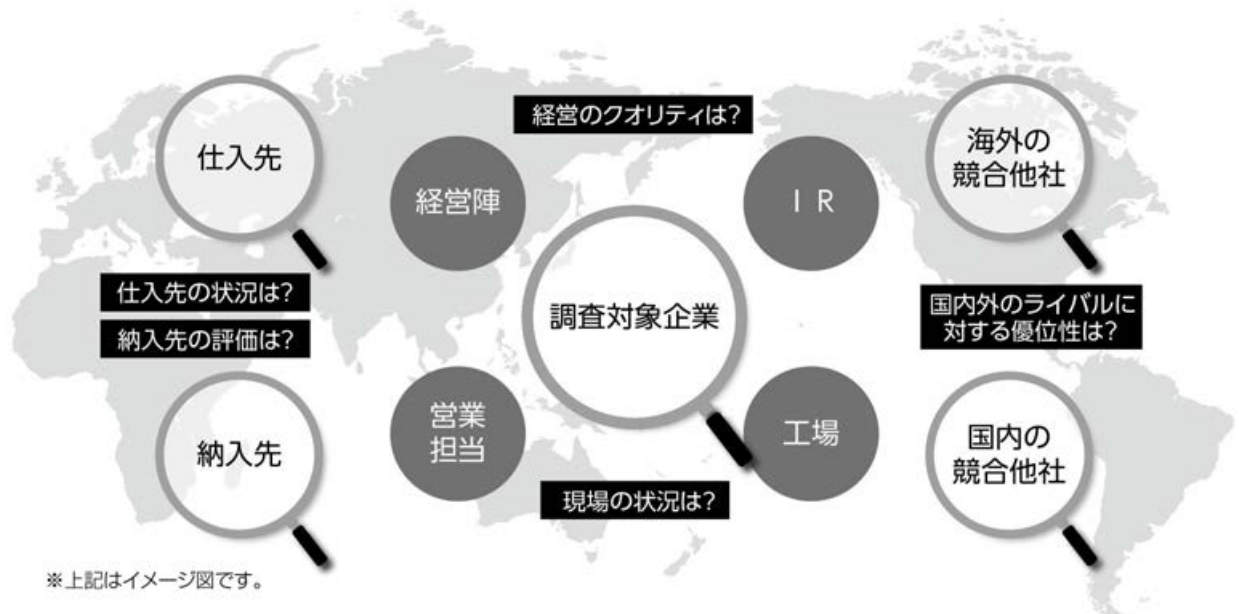 仕入先
仕入先の状況は?
納入先の評価は?
納入先
経営のクオリティは?
経営陣
ＩＲ
調査対象企業
営業
担当
工場
現場の状況は?
海外の
競合他社
国内外のライバルに
対する優位性は?
国内の
競合他社
※上記はイメージ図です。